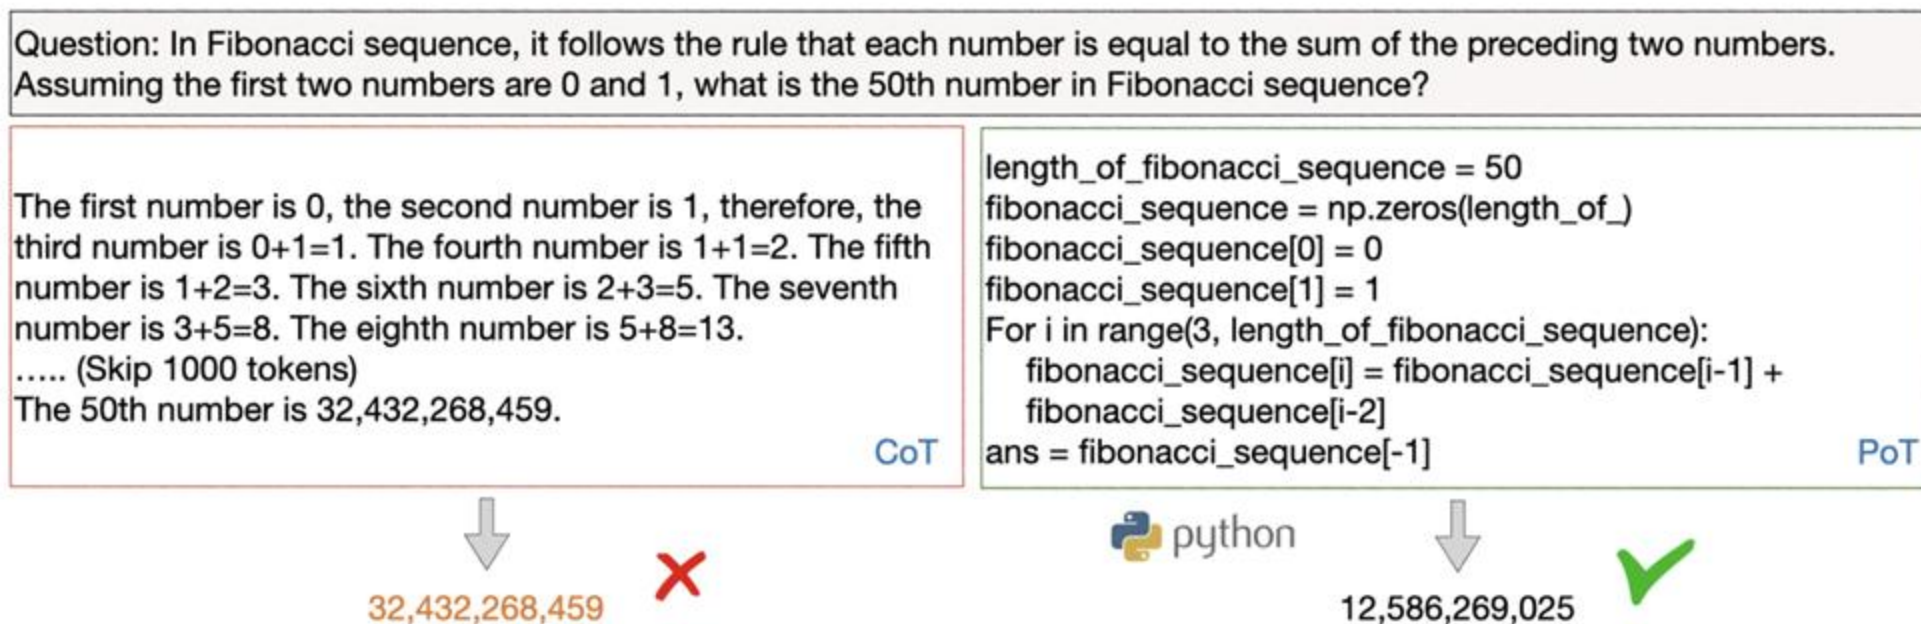 Question: In Fibonacci sequence, it follows the rule that each number is equal to the sum of the preceding two numbers.
Assuming the first two numbers are 0 and 1, what is the 50th number in Fibonacci sequence?
The first number is 0, the second number is 1, therefore, the
third number is 0+1=1. The fourth number is 1+1=2. The fifth
number is 1+2=3. The sixth number is 2+3=5. The seventh
number is 3+5=8. The eighth number is 5+8=13.
..... (Skip 1000 tokens)
The 50th number is 32,432,268,459.
CoT
length_of_fibonacci_sequence = 50
fibonacci_sequence = np.zeros(length_of_)
fibonacci_sequence[0] = 0
fibonacci_sequence[1] = 1
For i in range(3, length_of_fibonacci_sequence):
fibonacci_sequence[i] = fibonacci_sequence[i-1] +
fibonacci_sequence[i-2]
ans = fibonacci_sequence[-1]
PoT
python
32,432,268,459
12,586,269,025